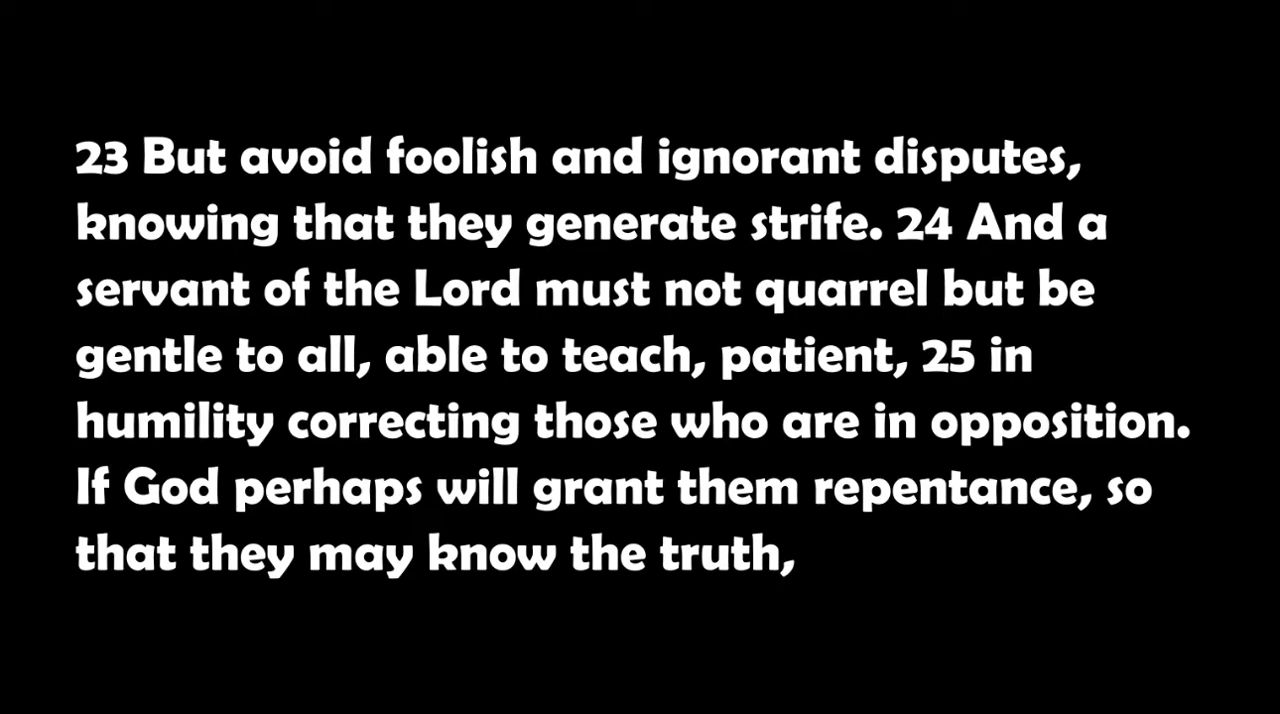 23 But avoid foolish and ignorant disputes,
knowing that they generate strife. 24 And a
servant of the Lord must not quarrel but be
gentle to all, able to teach, patient, 25 in
humility correcting those who are in opposition.
If God perhaps will grant them repentance, so
that they may know the truth,